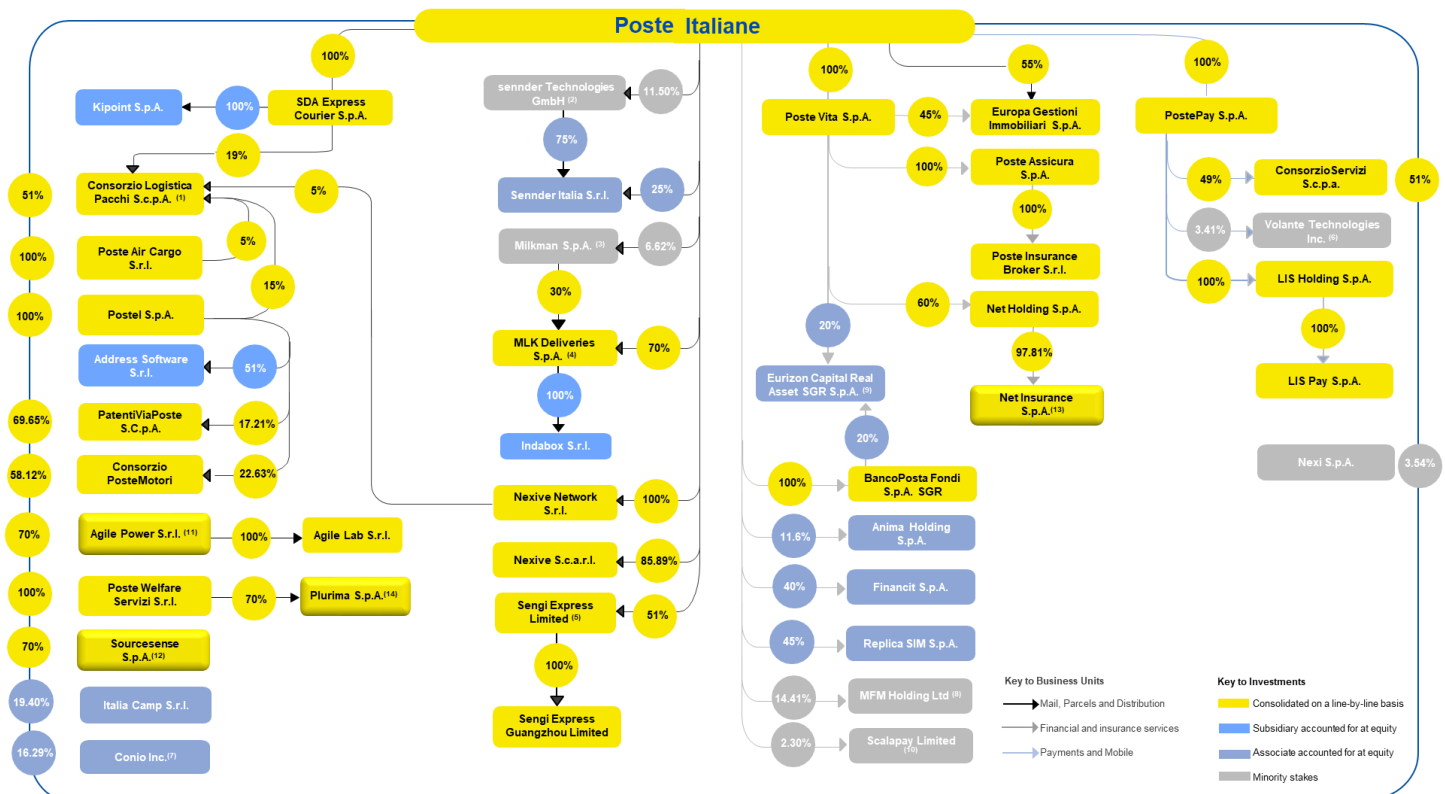 Poste Italiane
100%
Kipoint S.p.A.
100%
SDA Express
Courier S.p.A.
19%
51%
Consorzio Logistica
Pacchi S.c.p.A. (1)
5%
100%
Poste Air Cargo
S.r.l.
5%
15%
100%
Postel S.p.A.
Address Software
S.r.l.
51%
69.65%
PatentiViaPoste
S.C.p.A.
17.21%
58.12%
Consorzio
PosteMotori
22.63%
70%
Agile Power S.r.l. (11)
100%
Agile Lab S.r.l.
100%
Poste Welfare
Servizi S.r.l.
70%
Plurima S.p.A.(14)
70%
Sourcesense
S.p.A.(12)
19.40%
Italia Camp S.r.l.
16.29%
Conio Inc.(7)
sennder Technologies
GmbH (2)
11.50%
75%
Sennder Italia S.r.l.
25%
Milkman S.p.A. (3)
6.62%
30%
MLK Deliveries
S.p.A. (4)
70%
100%
Indabox S.r.l.
Nexive Network
S.r.l.
100%
Nexive S.c.a.r.l.
85.89%
Sengi Express
Limited (5)
51%
100%
Sengi Express
Guangzhou Limited
100%
55%
Poste Vita S.p.A.
45%
Europa Gestioni
Immobiliari S.p.A.
100%
Poste Assicura
S.p.A.
100%
Poste Insurance
Broker S.r.l.
60%
Net Holding S.p.A.
20%
97.81%
Eurizon Capital Real
Asset SGR S.p.A. (9)
Net Insurance
S.p.A.(13)
20%
100%
BancoPosta Fondi
S.p.A. SGR
11.6%
Anima Holding
S.p.A.
40%
Financit S.p.A.
45%
Replica SIM S.p.A.
14.41%
MFM Holding Ltd (8)
2.30%
Scalapay Limited
(10)
100%
PostePay S.p.A.
49%
Consorzio Servizi
S.c.p.a.
51%
3.41%
Volante Technologies
Inc. (6)
100%
LIS Holding S.p.A.
100%
LIS Pay S.p.A.
Nexi S.p.A.
3.54%
Key to Business Units
Mail, Parcels and Distribution
Financial and insurance services
Payments and Mobile
Key to Investments
Consolidated on a line-by-line basis
Subsidiary accounted for at equity
Associate accounted for at equity
Minority stakes